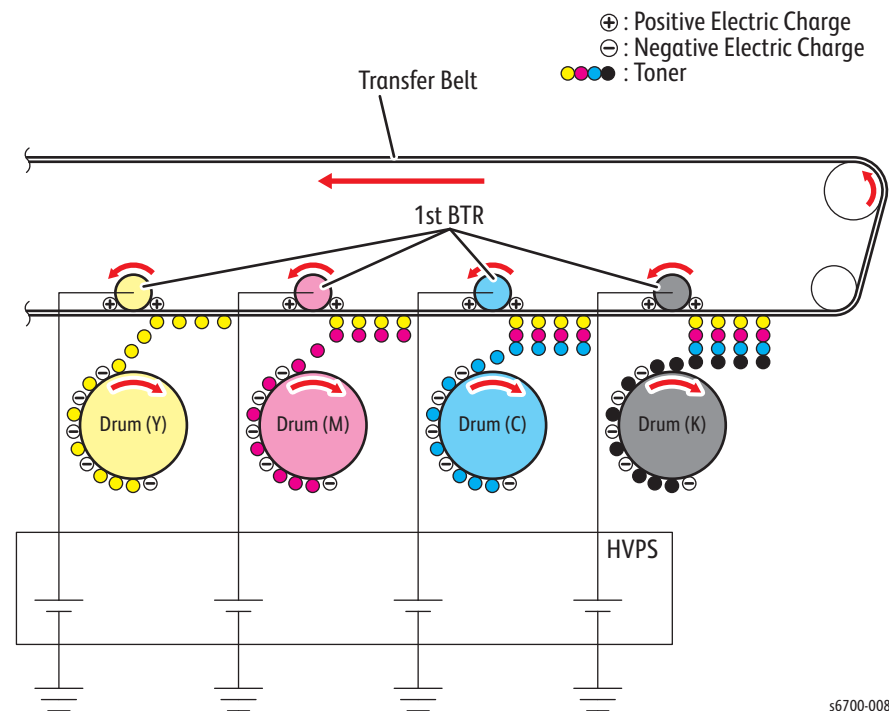 ⊕ : Positive Electric Charge
⊖ : Negative Electric Charge
: Toner
Transfer Belt
1st BTR
Drum (Y)
Drum (M)
Drum (C)
Drum (K)
HVPS
s6700-008